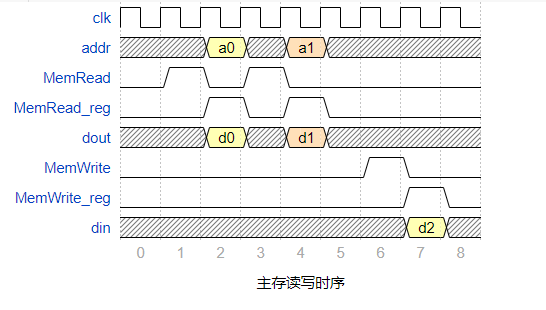 clk
addr a0 a1
MemRead
MemRead_reg
dout d0 d1
MemWrite
MemWrite_reg
din d2
0 1 2 3 4 5 6 7 8
主存读写时序